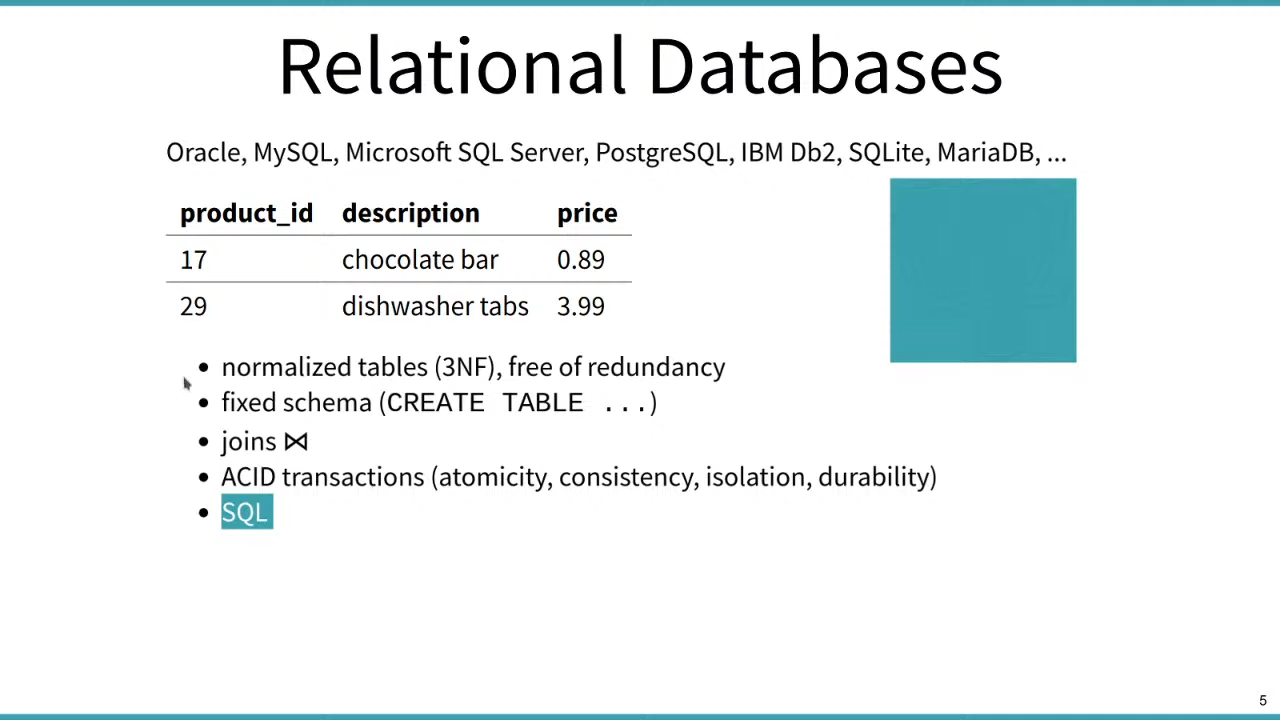 Relational Databases
Oracle, MySQL, Microsoft SQL Server, PostgreSQL, IBM Db2, SQLite, MariaDB, ...
product_id description price
17 chocolate bar 0.89
29 dishwasher tabs 3.99
• normalized tables (3NF), free of redundancy
• fixed schema (CREATE TABLE ...)
• joins ⋈
• ACID transactions (atomicity, consistency, isolation, durability)
• SQL
5